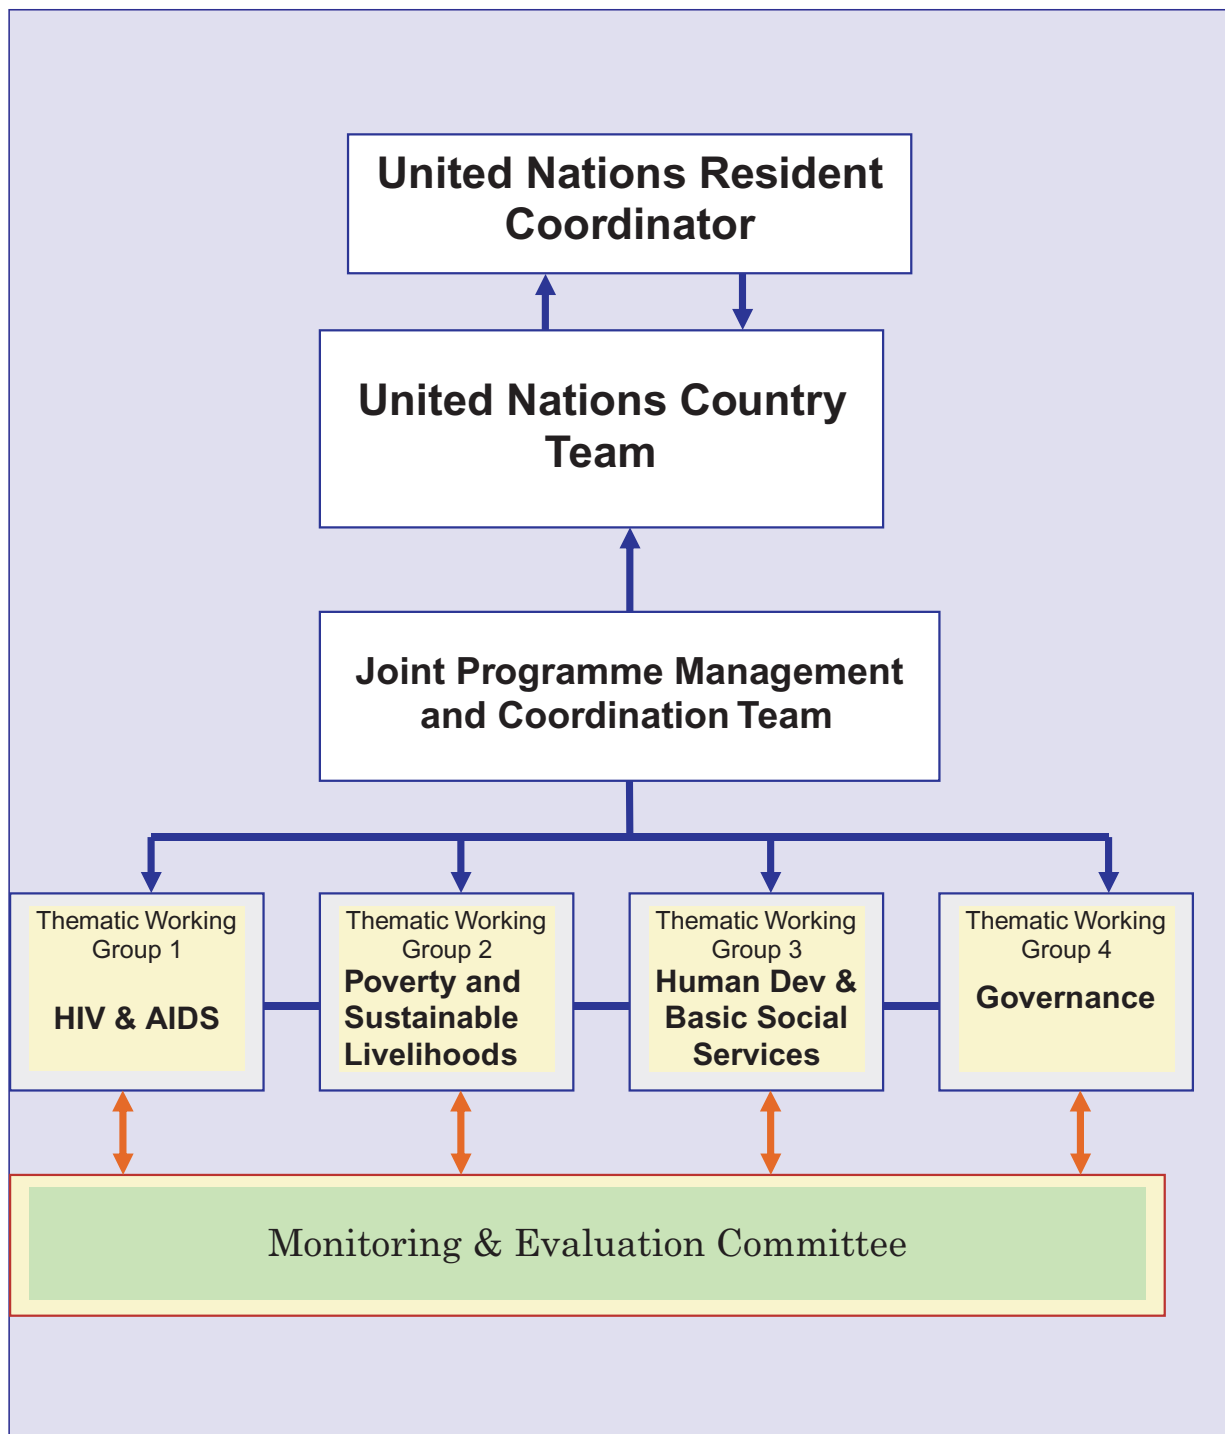 United Nations Resident
Coordinator
United Nations Country
Team
Joint Programme Management
and Coordination Team
Thematic Working
Group 1
HIV & AIDS
Thematic Working
Group 2
Poverty and
Sustainable
Livelihoods
Thematic Working
Group 3
Human Dev &
Basic Social
Services
Thematic Working
Group 4
Governance
Monitoring & Evaluation Committee